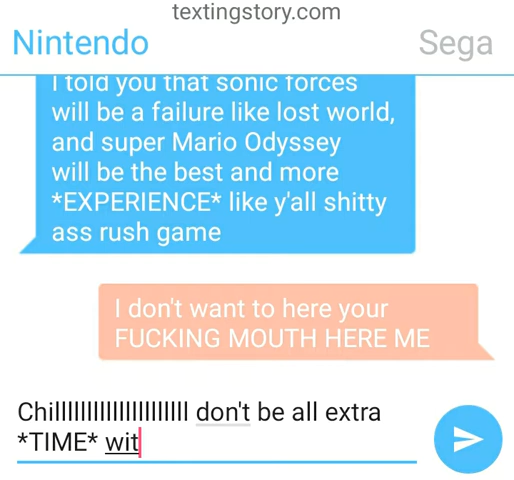 textingstory.com
Nintendo
Sega
I told you that sonic forces
will be a failure like lost world,
and super Mario Odyssey
will be the best and more
*EXPERIENCE* like y'all shitty
ass rush game
I don't want to here your
FUCKING MOUTH HERE ME
Chilllllllllllllllllllll don't be all extra
*TIME* wit